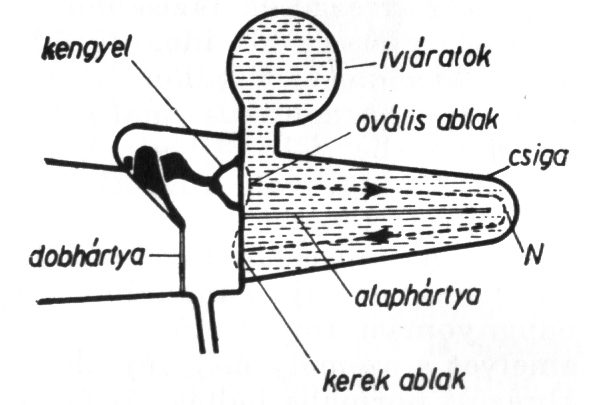 kengyel
ívjáratok
ovális ablak
csiga
dobhártya
N
alaphártya
kerek ablak